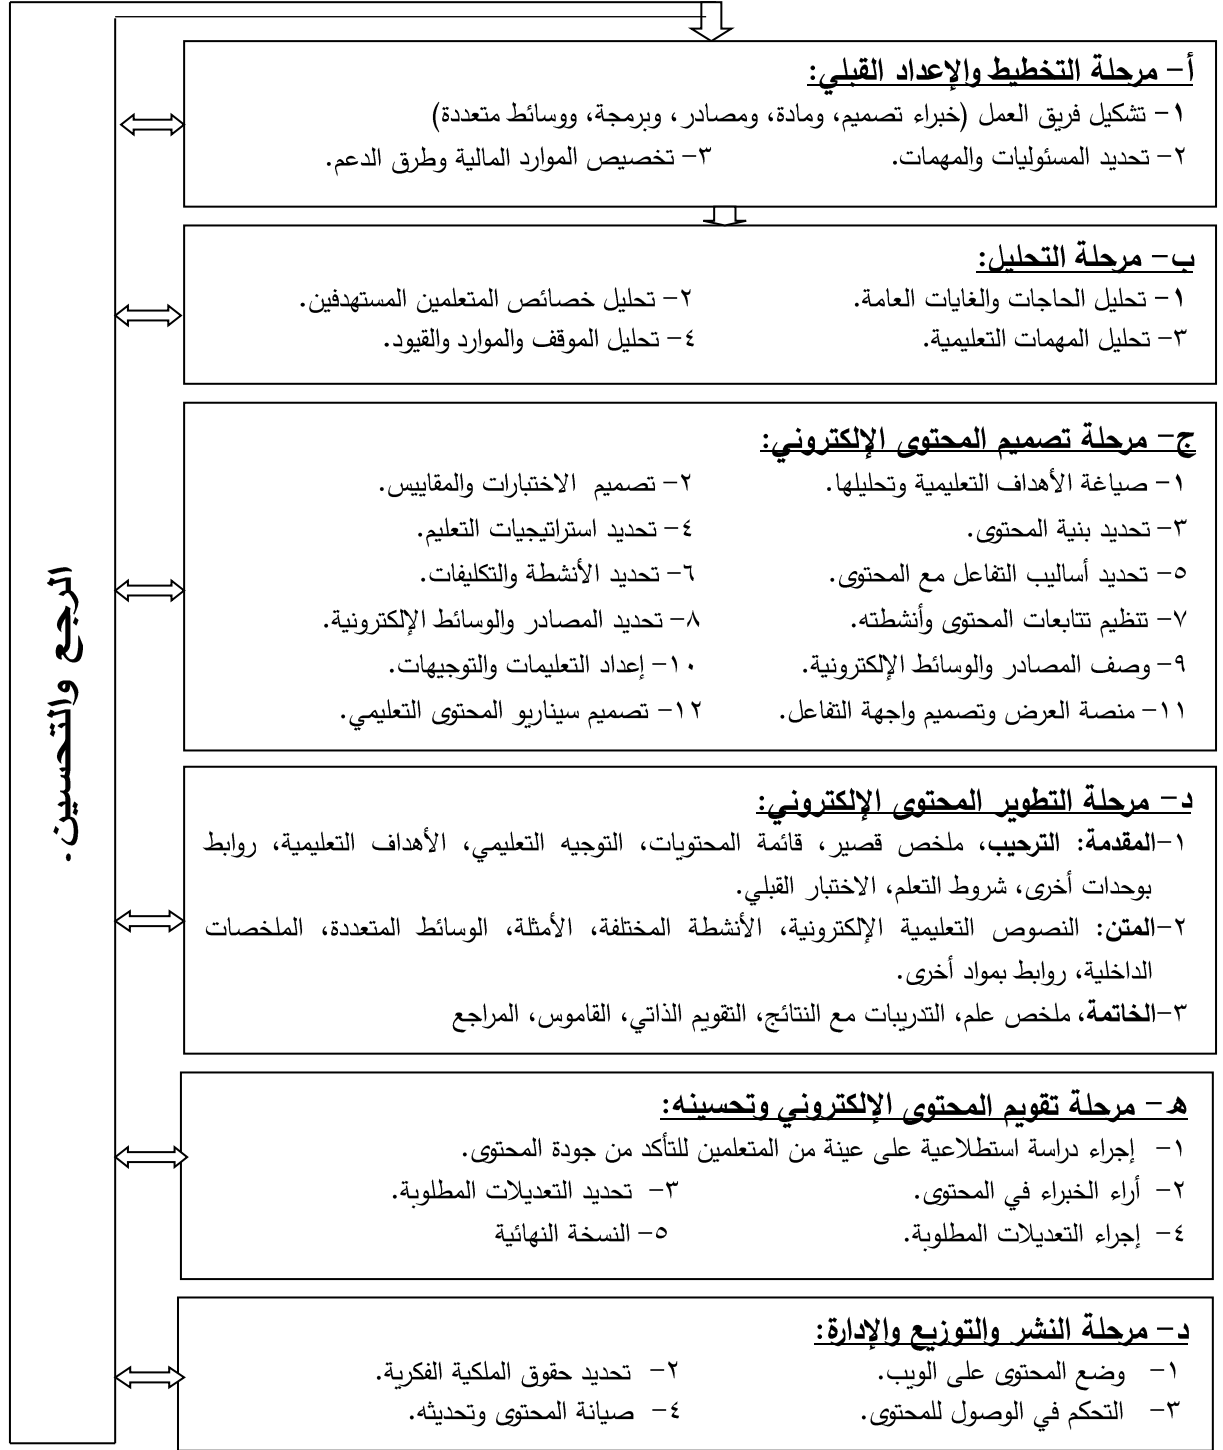 أ- مرحلة التخطيط والإعداد القبلي:
١- تشكيل فريق العمل (خبراء تصميم، ومادة، ومصادر، وبرمجة، ووسائط متعددة)
٢- تحديد المسئوليات والمهمات. ٣- تخصيص الموارد المالية وطرق الدعم.
ب- مرحلة التحليل:
١- تحليل الحاجات والغايات العامة. ٢- تحليل خصائص المتعلمين المستهدفين.
٣- تحليل المهمات التعليمية. ٤- تحليل الموقف والموارد والقيود.
ج- مرحلة تصميم المحتوى الإلكتروني:
١- صياغة الأهداف التعليمية وتحليلها. ٢- تصميم الاختبارات والمقاييس.
٣- تحديد بنية المحتوى. ٤- تحديد استراتيجيات التعليم.
٥- تحديد أساليب التفاعل مع المحتوى. ٦- تحديد الأنشطة والتكليفات.
٧- تنظيم تتابعات المحتوى وأنشطته. ٨- تحديد المصادر والوسائط الإلكترونية.
٩- وصف المصادر والوسائط الإلكترونية. ١٠- إعداد التعليمات والتوجيهات.
١١- منصة العرض وتصميم واجهة التفاعل. ١٢- تصميم سيناريو المحتوى التعليمي.
د- مرحلة التطوير المحتوى الإلكتروني:
١-المقدمة: الترحيب، ملخص قصير، قائمة المحتويات، التوجيه التعليمي، الأهداف التعليمية، روابط
بوحدات أخرى، شروط التعلم، الاختبار القبلي.
٢-المتن: النصوص التعليمية الإلكترونية، الأنشطة المختلفة، الأمثلة، الوسائط المتعددة، الملخصات
الداخلية، روابط بمواد أخرى.
٣-الخاتمة، ملخص علم، التدريبات مع النتائج، التقويم الذاتي، القاموس، المراجع
ه- مرحلة تقويم المحتوى الإلكتروني وتحسينه:
١- إجراء دراسة استطلاعية على عينة من المتعلمين للتأكد من جودة المحتوى.
٢- أراء الخبراء في المحتوى. ٣- تحديد التعديلات المطلوبة.
٤- إجراء التعديلات المطلوبة. ٥- النسخة النهائية
د- مرحلة النشر والتوزيع والإدارة:
١- وضع المحتوى على الويب. ٢- تحديد حقوق الملكية الفكرية.
٣- التحكم في الوصول للمحتوى. ٤- صيانة المحتوى وتحديثه.
الرجع والتحسين.